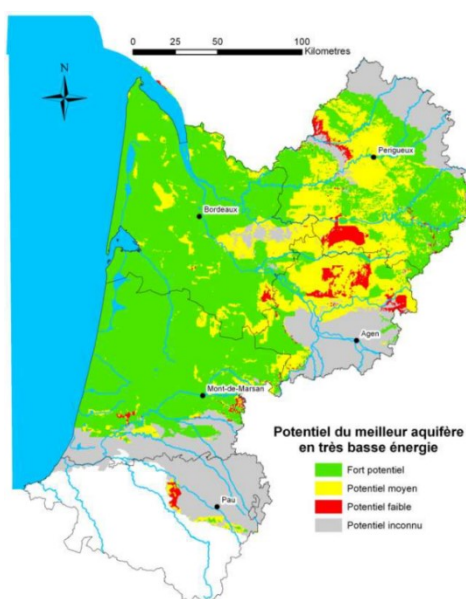 0 25 50 100
Kilometres
N
Perigueux
Bordeaux
Agen
Mont-de-Marsan
Potentiel du meilleur aquifère
en très basse énergie
Fort potentiel
Potentiel moyen
Potentiel faible
Potentiel inconnu
Pau